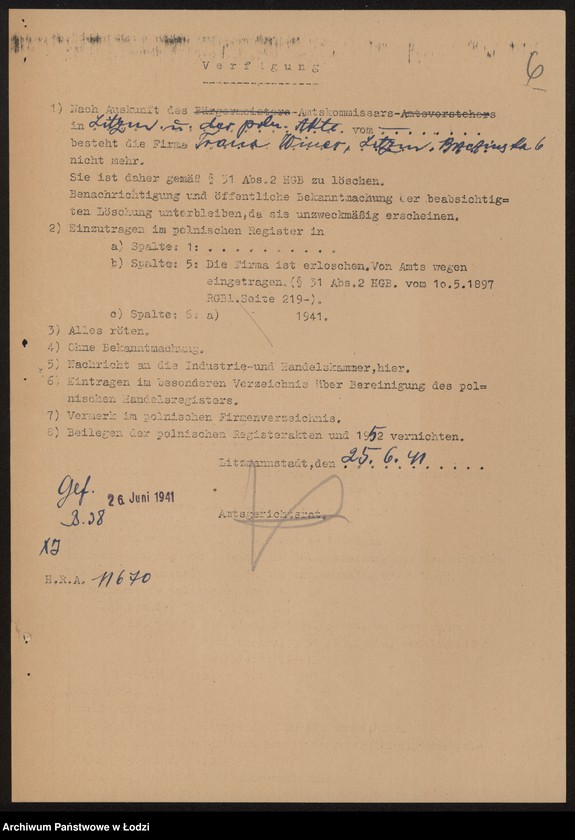 6
Verfügung
1) Nach Auskunft des Bürgermeisters-Amtskommissars-Amtsvorstehers
in Litzm. u. der poln. Akte. vom . . . . . . .
besteht die Firma Winer, Litzm. 6
nicht mehr.
Sie ist daher gemäß § 31 Abs.2 HGB zu löschen.
Benachrichtigung und öffentliche Bekanntmachung der beabsichtig=
ten Löschung unterbleiben,da sie unzweckmäßig erscheinen.
2) Einzutragen im polnischen Register in
a) Spalte: 1: . . . . . . . . . . .
b) Spalte: 5: Die Firma ist erloschen.Von Amts wegen
eingetragen.(§ 31 Abs.2 HGB. vom 1o.5.1897
RGBl.Seite 219-).
c) Spalte: 6: a) 1941.
3) Alles röten.
4) Ohne Bekanntmachung.
5) Nachricht an die Industrie-und Handelskammer,hier.
6) Eintragen im besonderen Verzeichnis über Bereinigung des pol=
nischen Handelsregisters.
7) Vermerk im polnischen Firmenverzeichnis.
8) Beilegen der polnischen Registerakten und 1952 vernichten.
Litzmannstadt,den 25.6.41
Gef. 26. Juni 1941
B.38
Amtsgerichtsrat.
H.R.A. 11670
Archiwum Państwowe w Łodzi